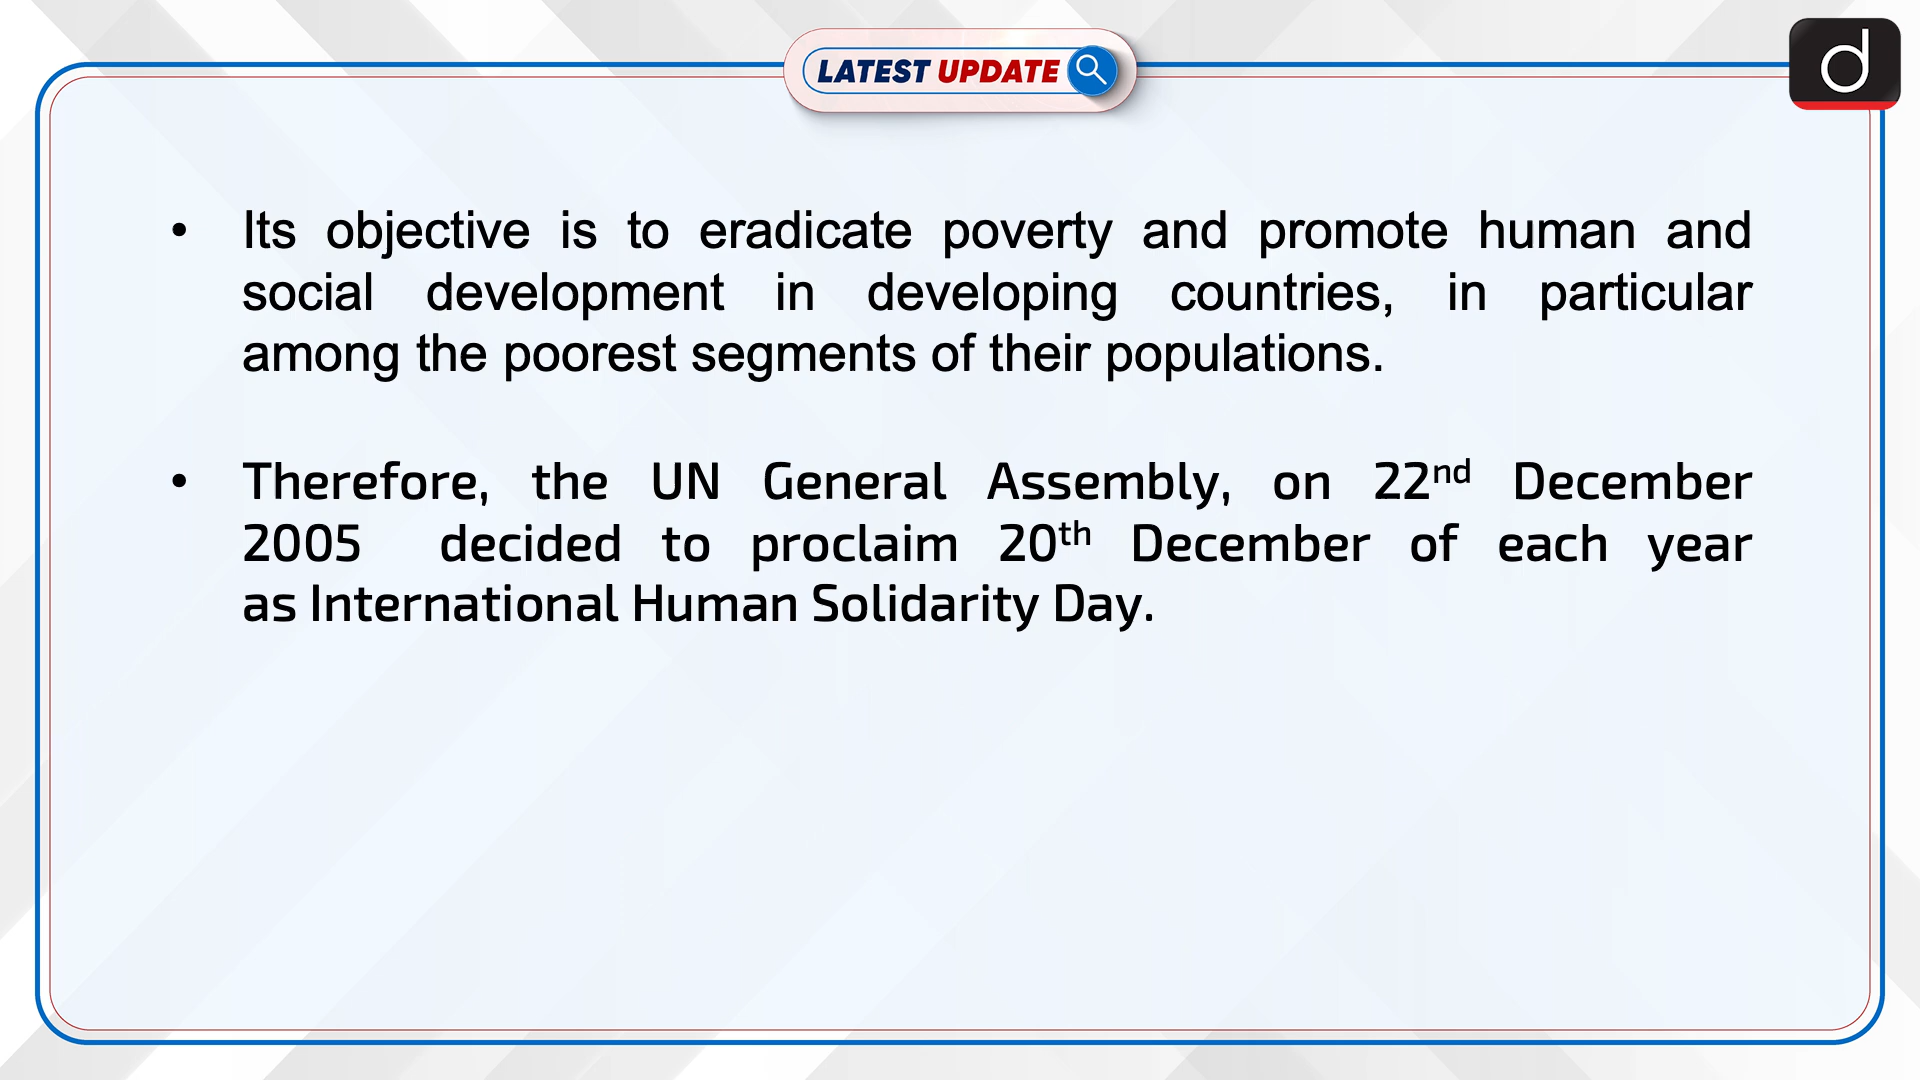 LATEST UPDATE
d
• Its objective is to eradicate poverty and promote human and
social development in developing countries, in particular
among the poorest segments of their populations.
• Therefore, the UN General Assembly, on 22nd December
2005 decided to proclaim 20th December of each year
as International Human Solidarity Day.